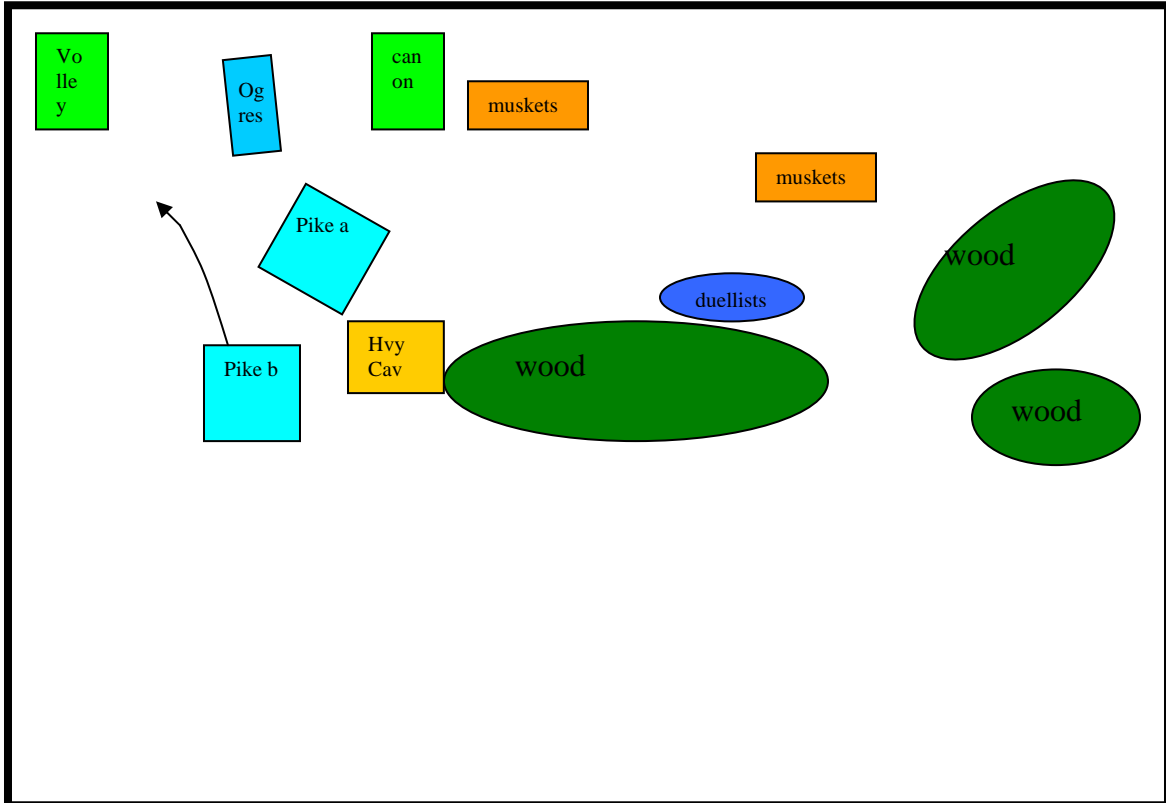 Vo
lle
y
Og
res
can
on
muskets
muskets
Pike a
wood
duellists
Hvy
Cav
Pike b
wood
wood